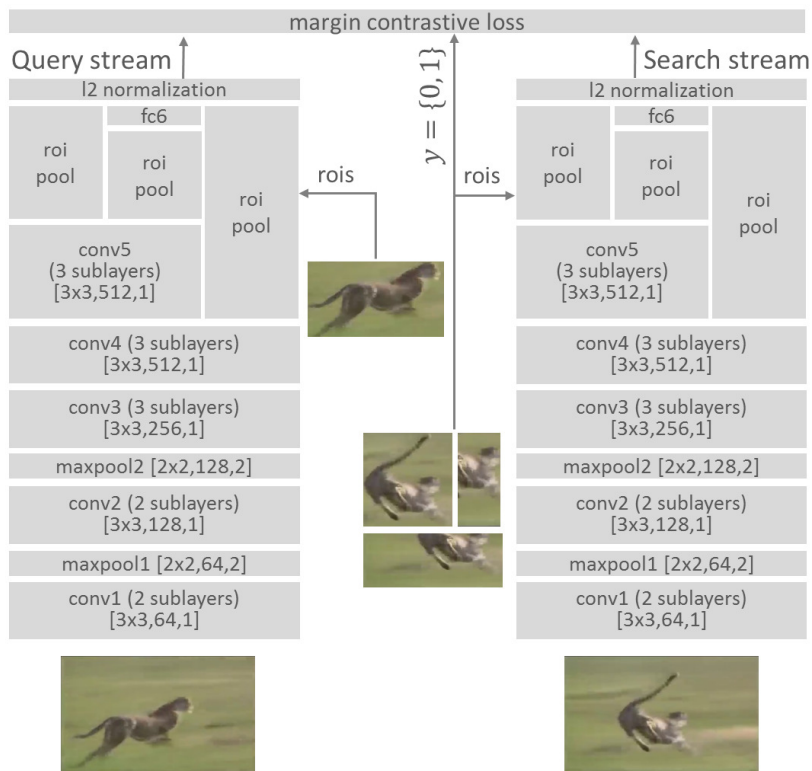 margin contrastive loss
Query stream
l2 normalization
fc6
roi
pool
roi
pool
roi
pool
conv5
(3 sublayers)
[3x3,512,1]
conv4 (3 sublayers)
[3x3,512,1]
conv3 (3 sublayers)
[3x3,256,1]
maxpool2 [2x2,128,2]
conv2 (2 sublayers)
[3x3,128,1]
maxpool1 [2x2,64,2]
conv1 (2 sublayers)
[3x3,64,1]
rois
y = {0, 1}
rois
Search stream
l2 normalization
fc6
roi
pool
roi
pool
roi
pool
conv5
(3 sublayers)
[3x3,512,1]
conv4 (3 sublayers)
[3x3,512,1]
conv3 (3 sublayers)
[3x3,256,1]
maxpool2 [2x2,128,2]
conv2 (2 sublayers)
[3x3,128,1]
maxpool1 [2x2,64,2]
conv1 (2 sublayers)
[3x3,64,1]